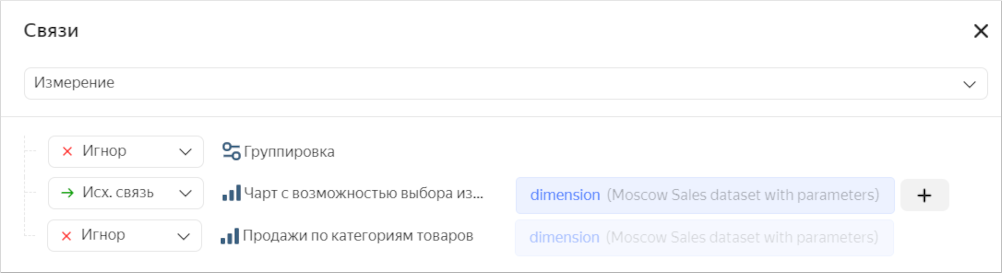 Связи
Измерение
Игнор Группировка
Исх. связь Чарт с возможностью выбора из... dimension (Moscow Sales dataset with parameters) +
Игнор Продажи по категориям товаров dimension (Moscow Sales dataset with parameters)